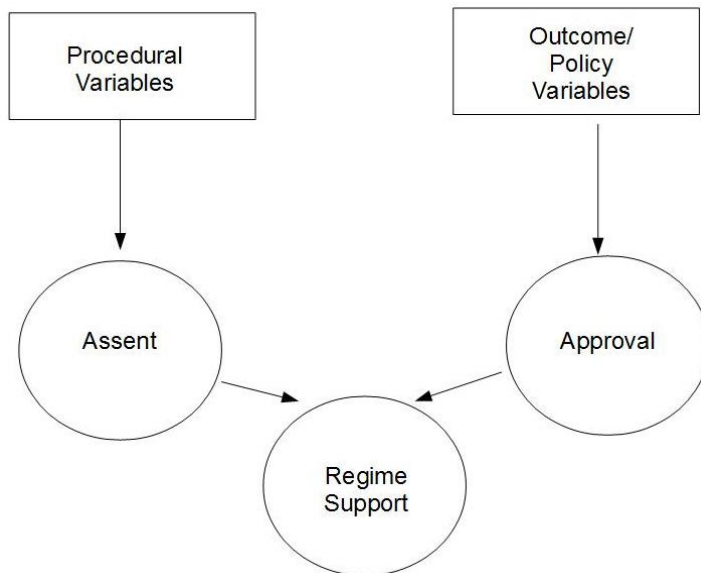 Procedural
Variables
Outcome/
Policy
Variables
Assent
Approval
Regime
Support